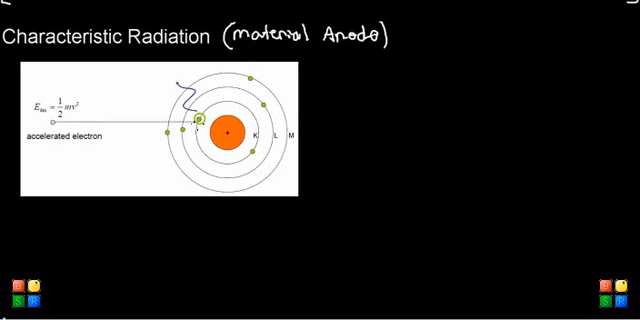 Characteristic Radiation (material Anode)
E_kin = 1/2 mv²
accelerated electron
K L M
B
S R
B
S R